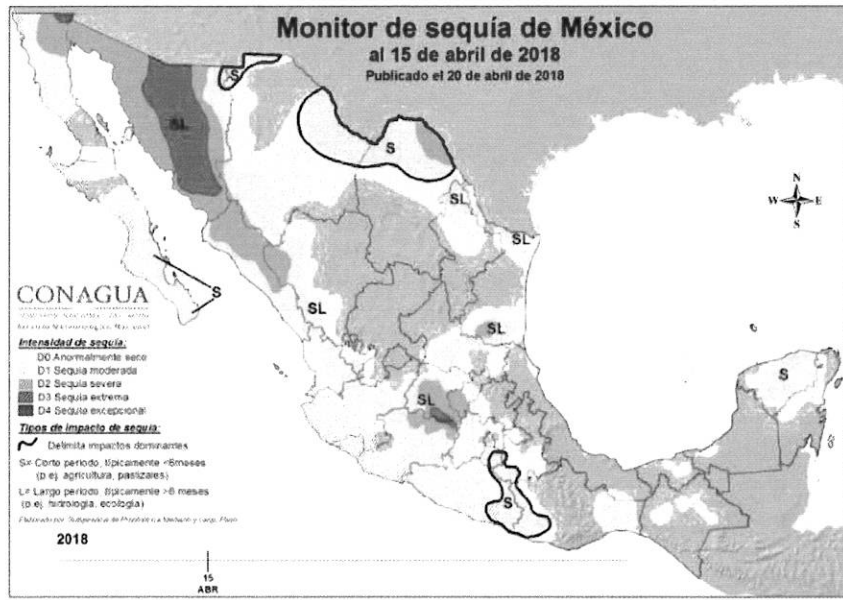 Monitor de sequía de México
al 15 de abril de 2018
Publicado el 20 de abril de 2018
N
W E
S
S
SL
S
SL
SL
S
SL
SL
S
SL
S
CONAGUA
Intensidad de sequía:
D0 Anormalmente seco
D1 Sequía moderada
D2 Sequía severa
D3 Sequía extrema
D4 Sequía excepcional
Tipos de impacto de sequía:
Delimita impactos dominantes
S= Corto período, típicamente <6meses
(p.ej. agricultura, pastizales)
L= Largo período, típicamente >6 meses
(p.ej. hidrología, ecología)
2018
15
ABR